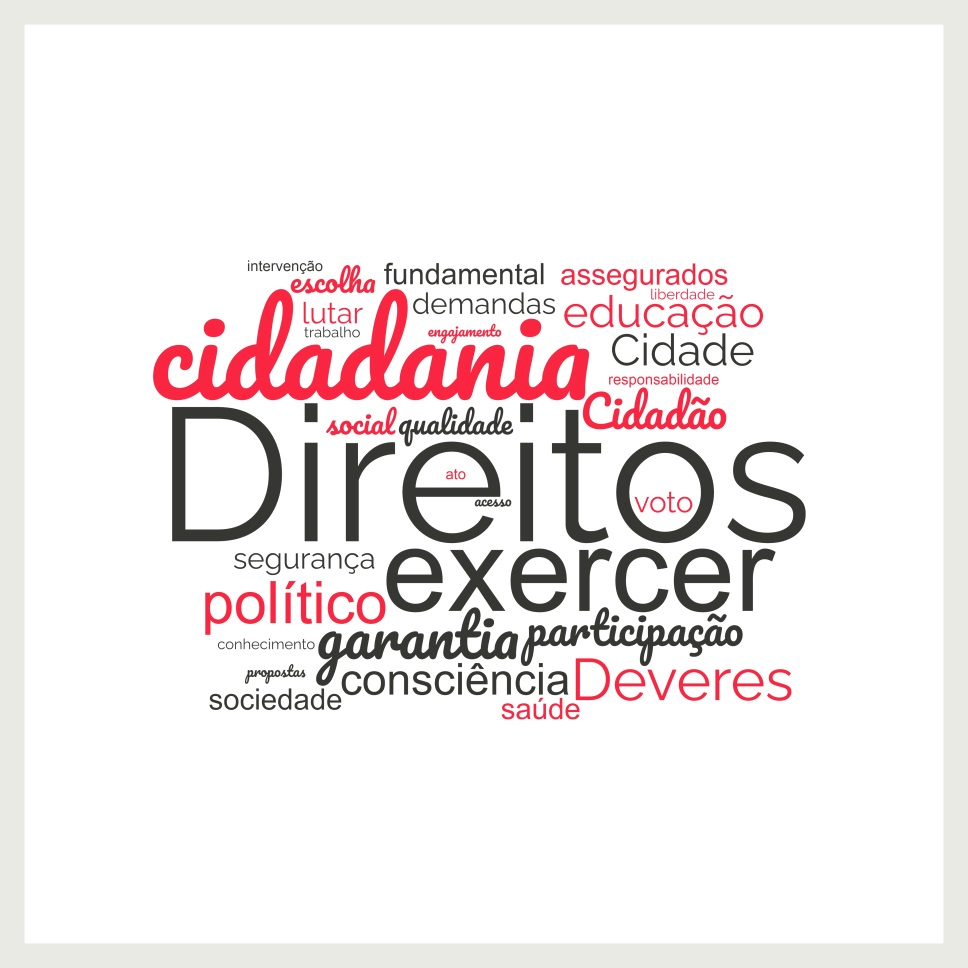 intervenção
escolha
fundamental
assegurados
lutar
demandas
liberdade
trabalho
engajamento
educação
cidadania
Cidade
responsabilidade
Cidadão
social
qualidade
Direitos
ato
acesso
voto
segurança
exercer
político
conhecimento
garantia
participação
propostas
consciência
Deveres
sociedade
saúde